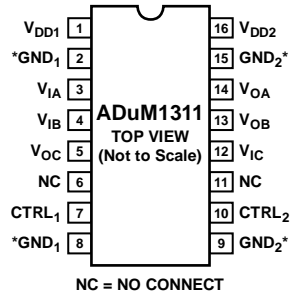 VDD1 1 16 VDD2
*GND1 2 15 GND2*
VIA 3 14 VOA
VIB 4 ADuM1311 13 VOB
TOP VIEW
VOC 5 (Not to Scale) 12 VIC
NC 6 11 NC
CTRL1 7 10 CTRL2
*GND1 8 9 GND2*
NC = NO CONNECT